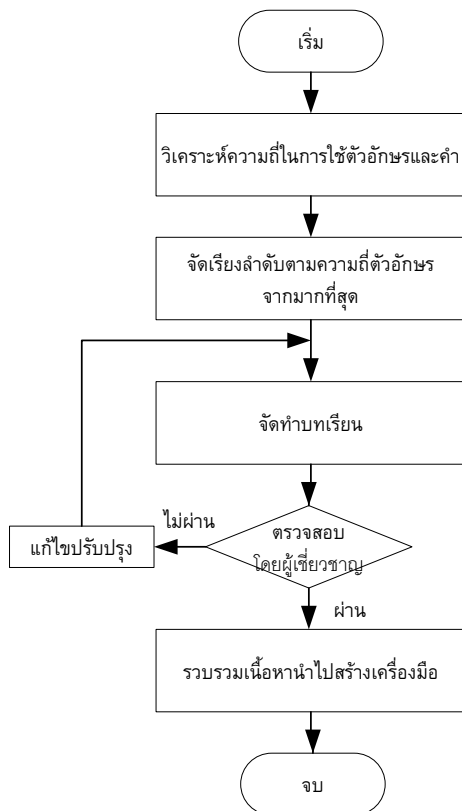 เริ่ม
วิเคราะห์ความถี่ในการใช้ตัวอักษรและคำ
จัดเรียงลำดับตามความถี่ตัวอักษร
จากมากที่สุด
จัดทำบทเรียน
ไม่ผ่าน
ตรวจสอบ
แก้ไขปรับปรุง
โดยผู้เชี่ยวชาญ
ผ่าน
รวบรวมเนื้อหานำไปสร้างเครื่องมือ
จบ